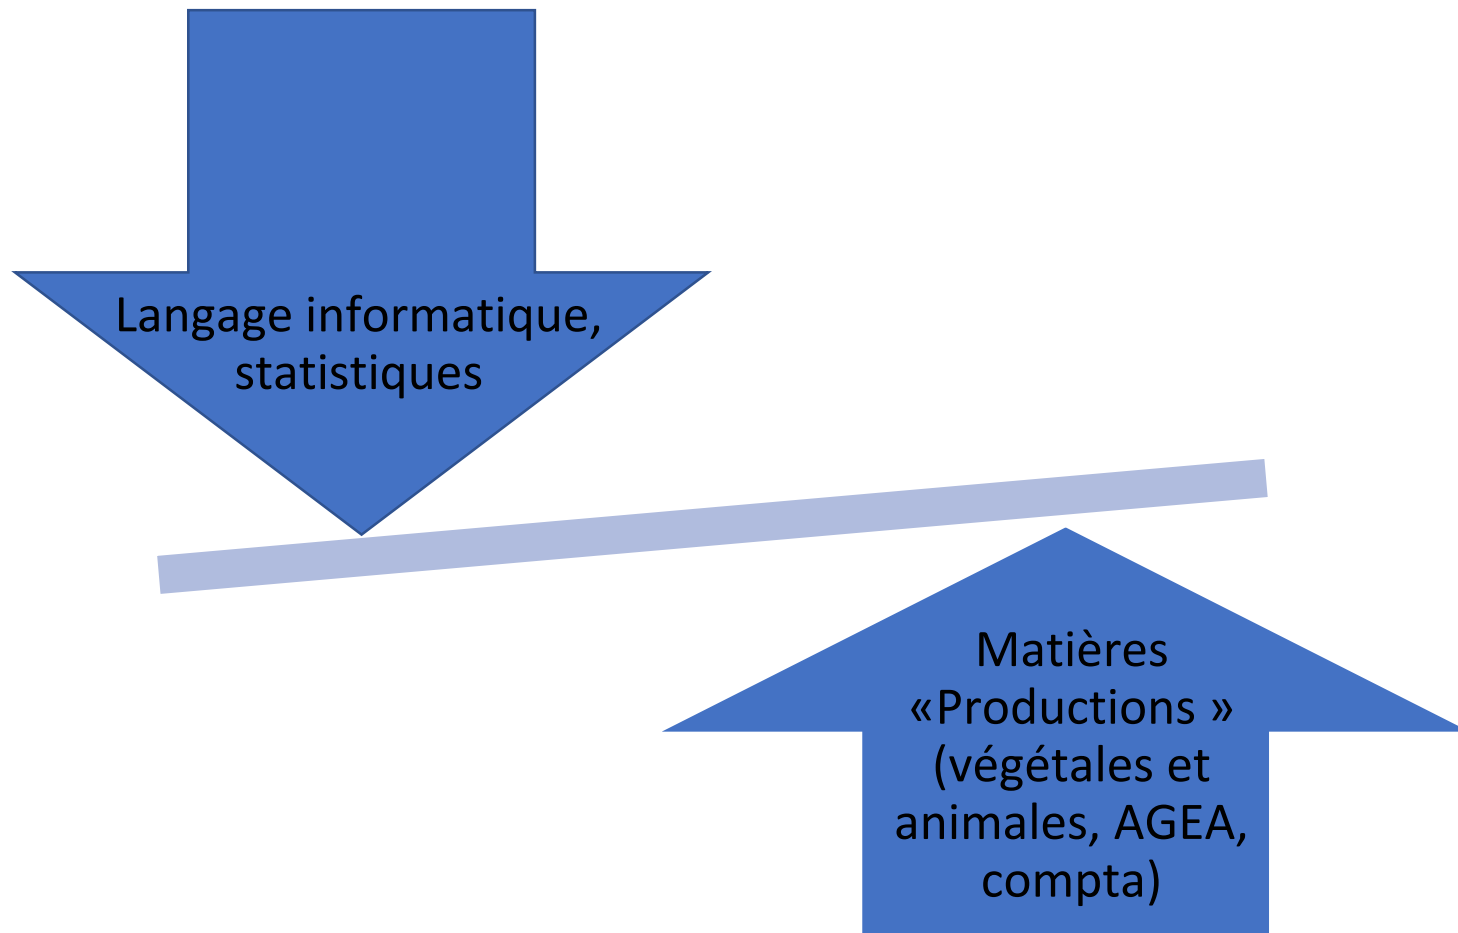 Langage informatique,
statistiques
Matières
«Productions »
(végétales et
animales, AGEA,
compta)